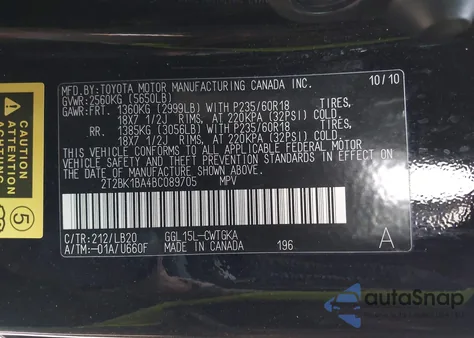 MFD.BY:TOYOTA MOTOR MANUFACTURING CANADA INC. 10/10
GVWR:2560KG(5650LB)
GAWR:FRT. 1360KG(2999LB)WITH P235/60R18 TIRES,
18X7 1/2J RIMS, AT 220KPA(32PSI)COLD
RR. 1385KG(3056LB)WITH P235/60R18 TIRES,
18X7 1/2J RIMS, AT 220KPA(32PSI)COLD
THIS VEHICLE CONFORMS TO ALL APPLICABLE FEDERAL MOTOR
VEHICLE SAFETY STANDARDS IN EFFECT ON THE DATE OF
MANUFACTURE SHOWN ABOVE.
2T2BK1BA4BC089705 MPV
C/TR:212/LB20 GGL15L-CWTGKA
A/TM:-01A/U660F MADE IN CANADA 196 A
5
autoSnap